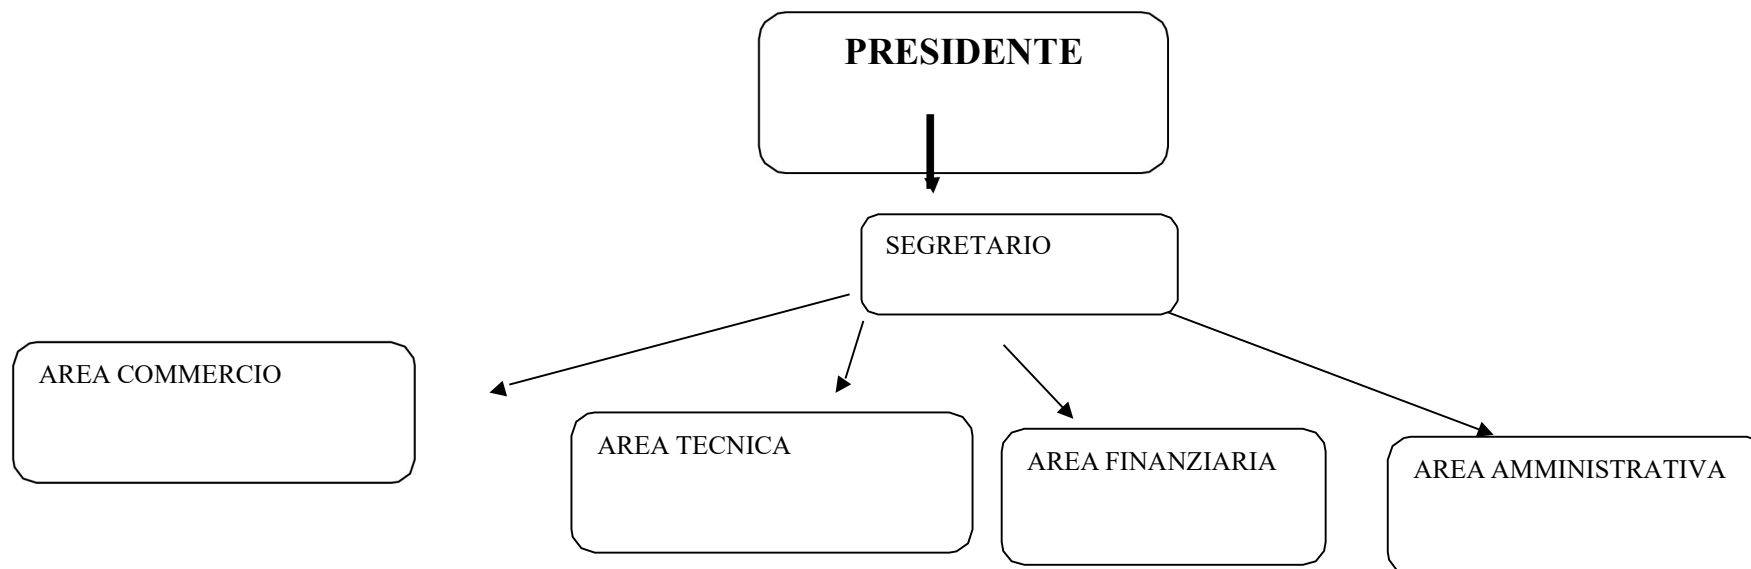 PRESIDENTE
SEGRETARIO
AREA COMMERCIO
AREA TECNICA
AREA FINANZIARIA
AREA AMMINISTRATIVA